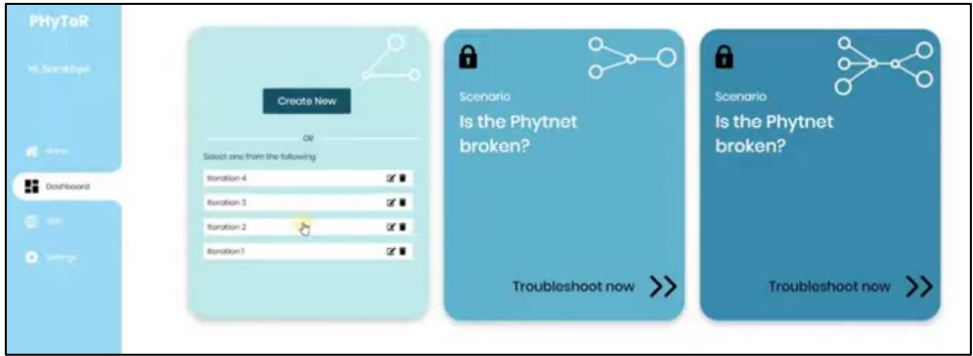 PHyTeR
Dashboard
Settings
Create New
OR
Select one from the following
Iteration 4
Iteration 3
Iteration 2
Iteration 1
Scenario
Is the Phytnet
broken?
Troubleshoot now
Scenario
Is the Phytnet
broken?
Troubleshoot now